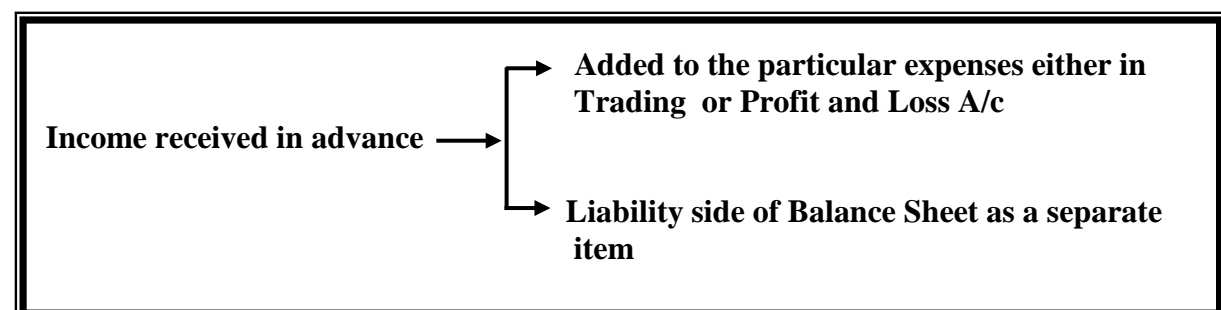 Income received in advance
Added to the particular expenses either in
Trading or Profit and Loss A/c
Liability side of Balance Sheet as a separate
item